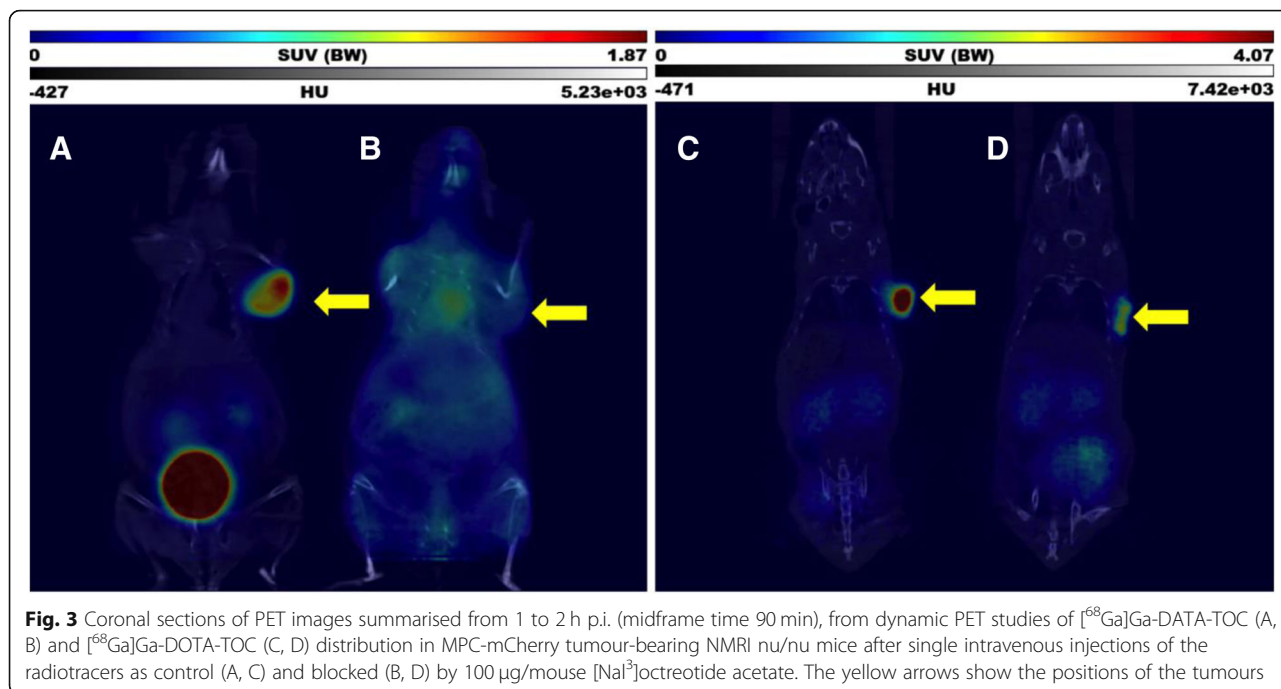 0 SUV (BW) 1.87
-427 HU 5.23e+03
0 SUV (BW) 4.07
-471 HU 7.42e+03
A B C D
Fig. 3 Coronal sections of PET images summarised from 1 to 2 h p.i. (midframe time 90 min), from dynamic PET studies of [⁶⁸Ga]Ga-DATA-TOC (A,
B) and [⁶⁸Ga]Ga-DOTA-TOC (C, D) distribution in MPC-mCherry tumour-bearing NMRI nu/nu mice after single intravenous injections of the
radiotracers as control (A, C) and blocked (B, D) by 100 μg/mouse [Nal³]octreotide acetate. The yellow arrows show the positions of the tumours